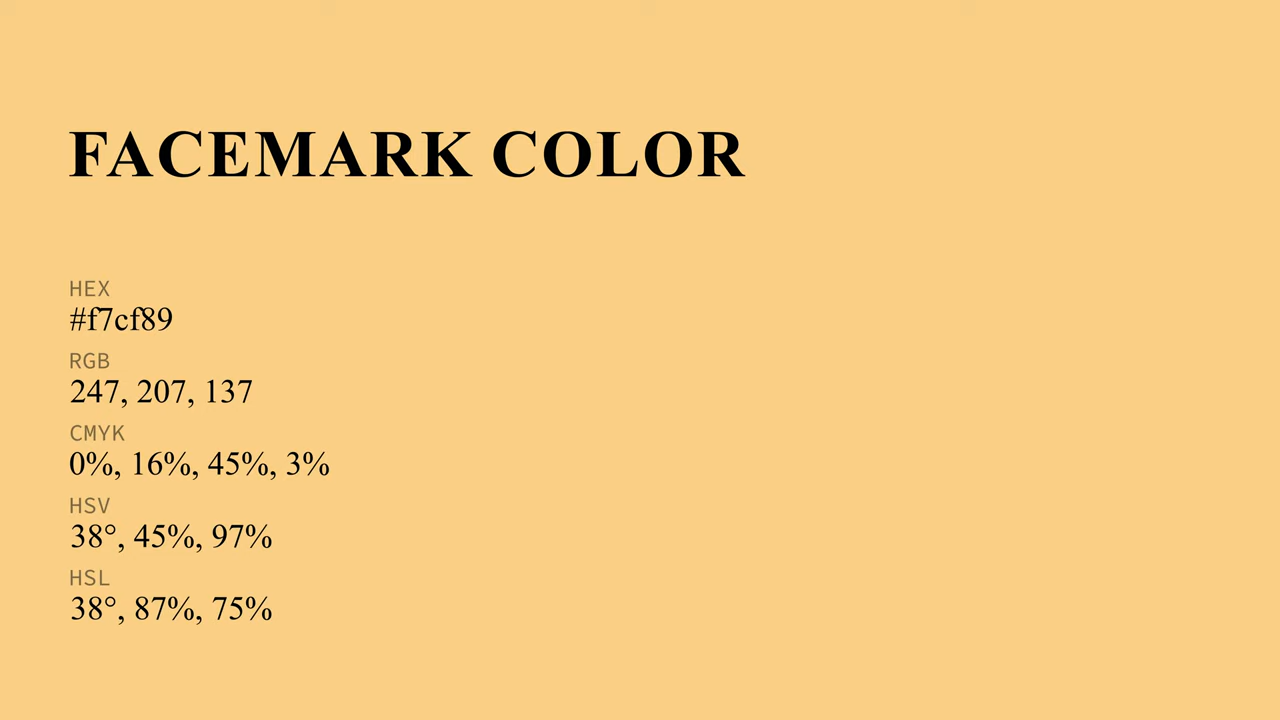 FACEMARK COLOR
HEX
#f7cf89
RGB
247, 207, 137
CMYK
0%, 16%, 45%, 3%
HSV
38°, 45%, 97%
HSL
38°, 87%, 75%